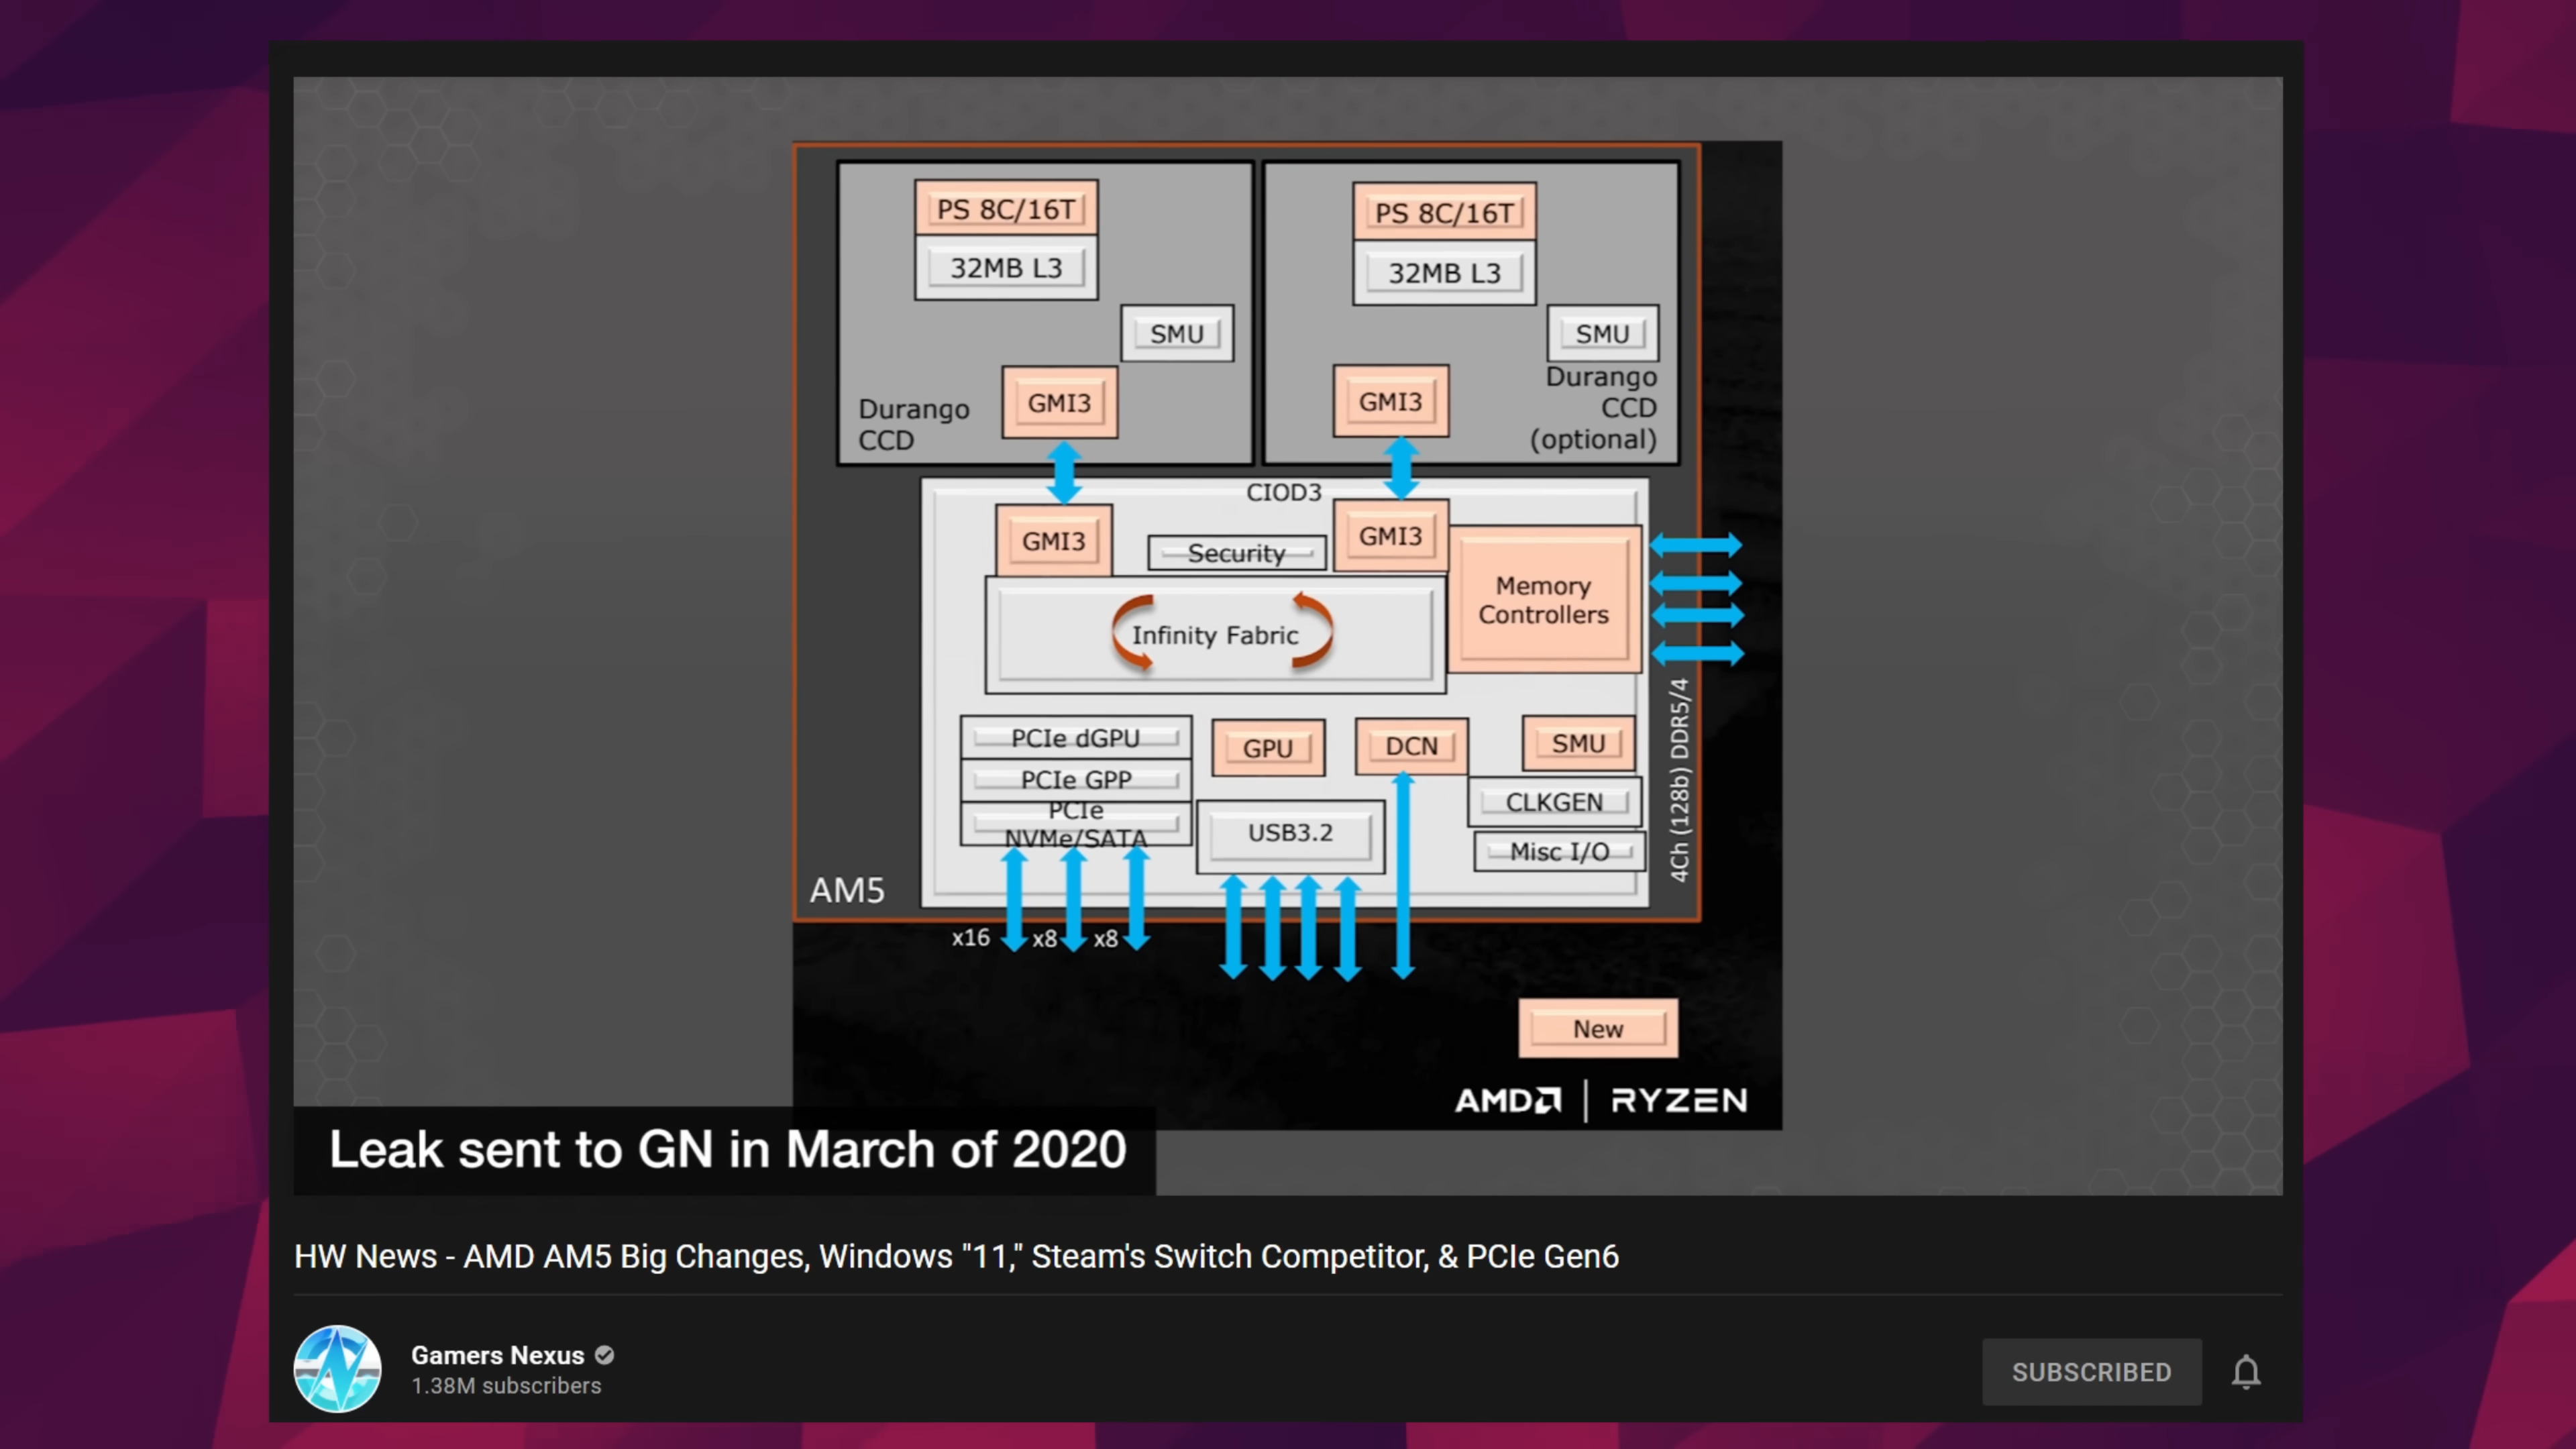 PS 8C/16T
32MB L3
SMU
GMI3
Durango
CCD
PS 8C/16T
32MB L3
SMU
GMI3
Durango
CCD
(optional)
CIOD3
GMI3
Security
GMI3
Memory
Controllers
Infinity Fabric
4Ch (128b) DDR5/4
PCIe dGPU
PCIe GPP
PCIe
NVMe/SATA
GPU
DCN
SMU
USB3.2
CLKGEN
Misc I/O
AM5
x16 x8 x8
New
AMD | RYZEN
Leak sent to GN in March of 2020
HW News - AMD AM5 Big Changes, Windows "11," Steam's Switch Competitor, & PCIe Gen6
Gamers Nexus
1.38M subscribers
SUBSCRIBED